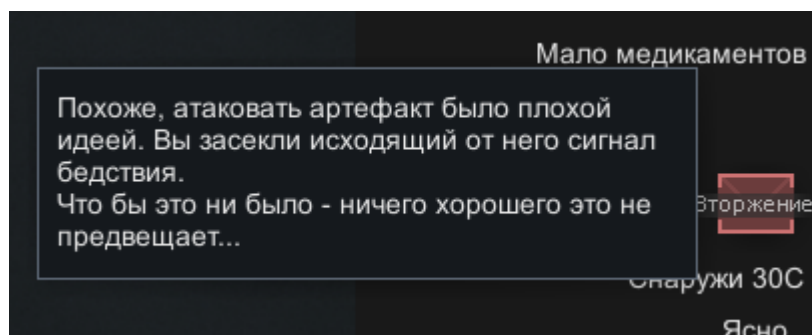 Мало медикаментов
Похоже, атаковать артефакт было плохой
идеей. Вы засекли исходящий от него сигнал
бедствия.
Что бы это ни было - ничего хорошего это не
предвещает...
Вторжение
Снаружи 30C
Ясно